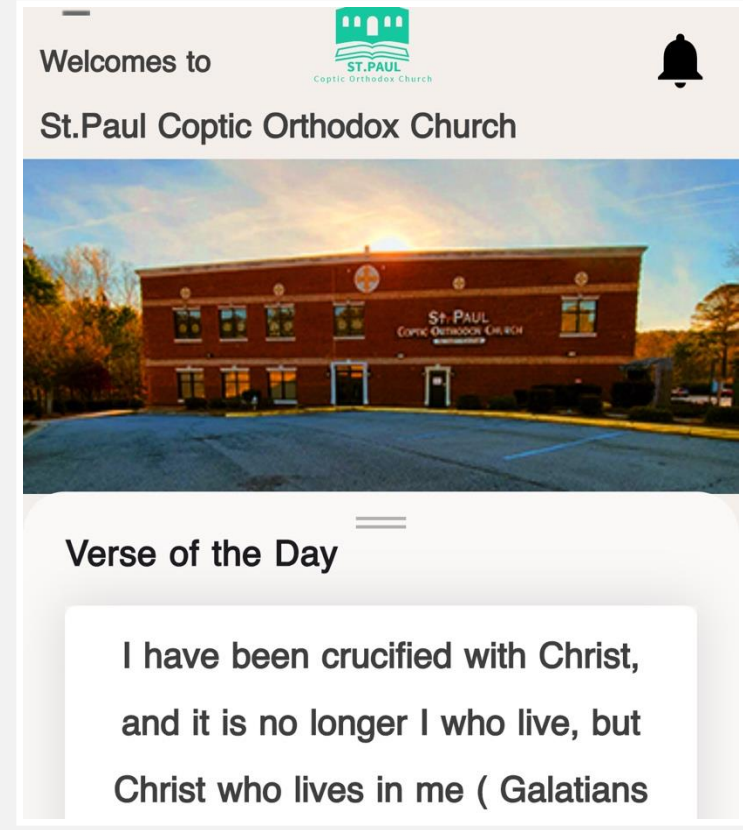 Welcomes to
ST.PAUL
Coptic Orthodox Church
St.Paul Coptic Orthodox Church
St. PAUL
COPTIC ORTHODOX CHURCH
Verse of the Day
I have been crucified with Christ,
and it is no longer I who live, but
Christ who lives in me ( Galatians